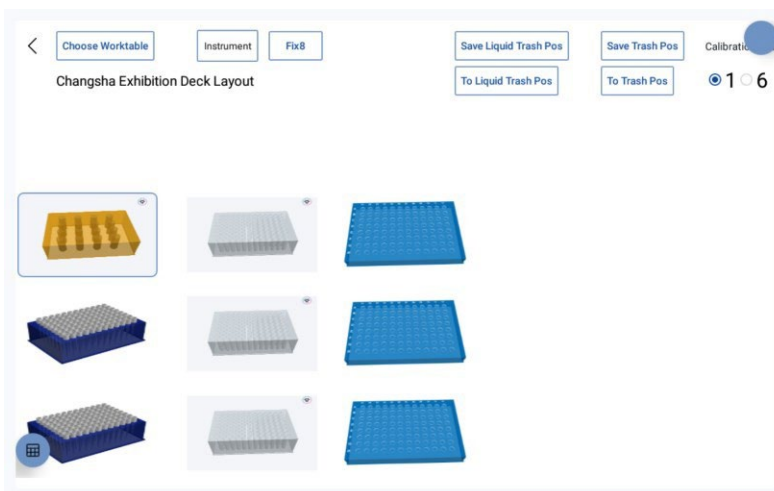 Choose Worktable Instrument Fix8 Save Liquid Trash Pos Save Trash Pos
Changsha Exhibition Deck Layout To Liquid Trash Pos To Trash Pos 1 6